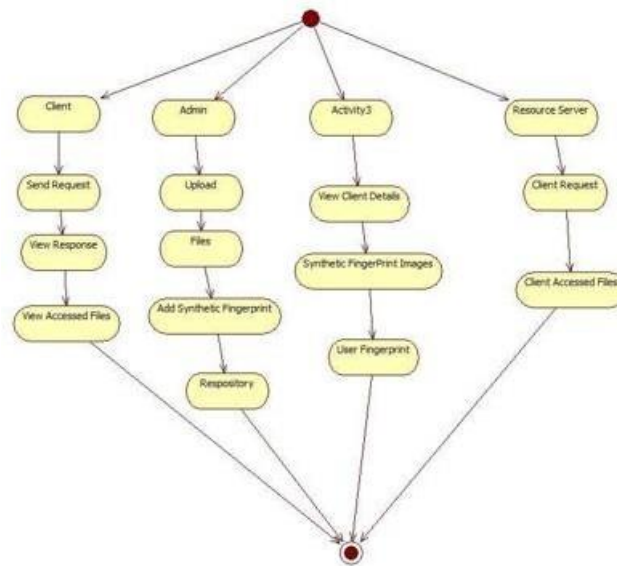 Client
Admin
Activity3
Resource Server
Send Request
Upload
View Client Details
Client Request
View Response
Files
Synthetic FingerPrint Images
Client Accessed Files
View Accessed Files
Add Synthetic Fingerprint
User Fingerprint
Respository